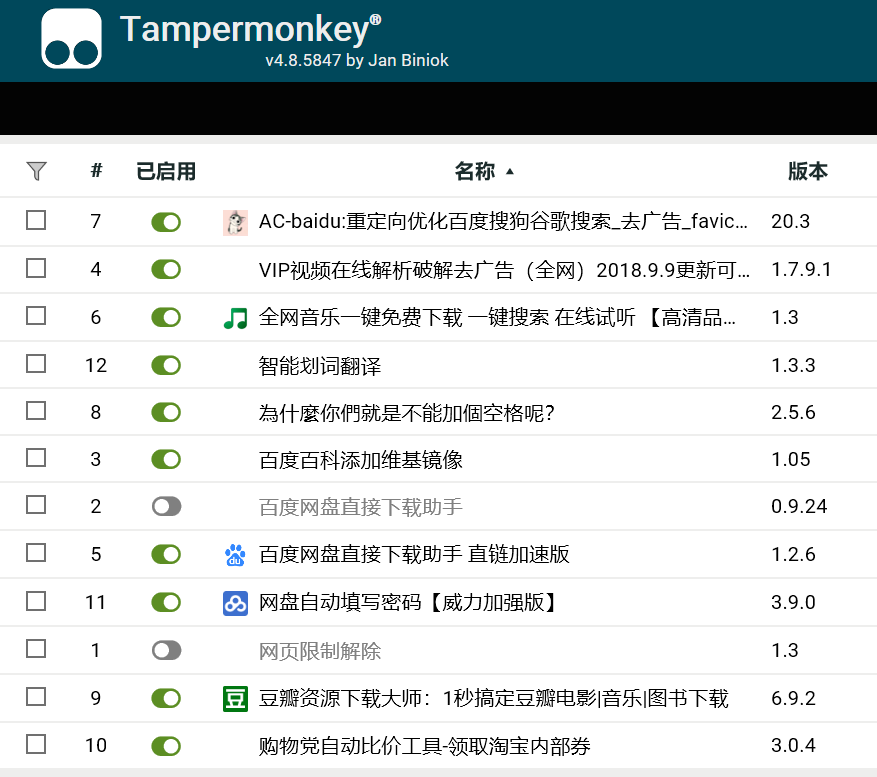 Tampermonkey®
v4.8.5847 by Jan Biniok
# 已启用 名称 ▲ 版本
7 AC-baidu:重定向优化百度搜狗谷歌搜索_去广告_favic... 20.3
4 VIP视频在线解析破解去广告（全网）2018.9.9更新可... 1.7.9.1
6 全网音乐一键免费下载 一键搜索 在线试听 【高清品... 1.3
12 智能划词翻译 1.3.3
8 為什麼你們就是不能加個空格呢？ 2.5.6
3 百度百科添加维基镜像 1.05
2 百度网盘直接下载助手 0.9.24
5 du 百度网盘直接下载助手 直链加速版 1.2.6
11 网盘自动填写密码【威力加强版】 3.9.0
1 网页限制解除 1.3
9 豆 豆瓣资源下载大师：1秒搞定豆瓣电影|音乐|图书下载 6.9.2
10 购物党自动比价工具-领取淘宝内部券 3.0.4